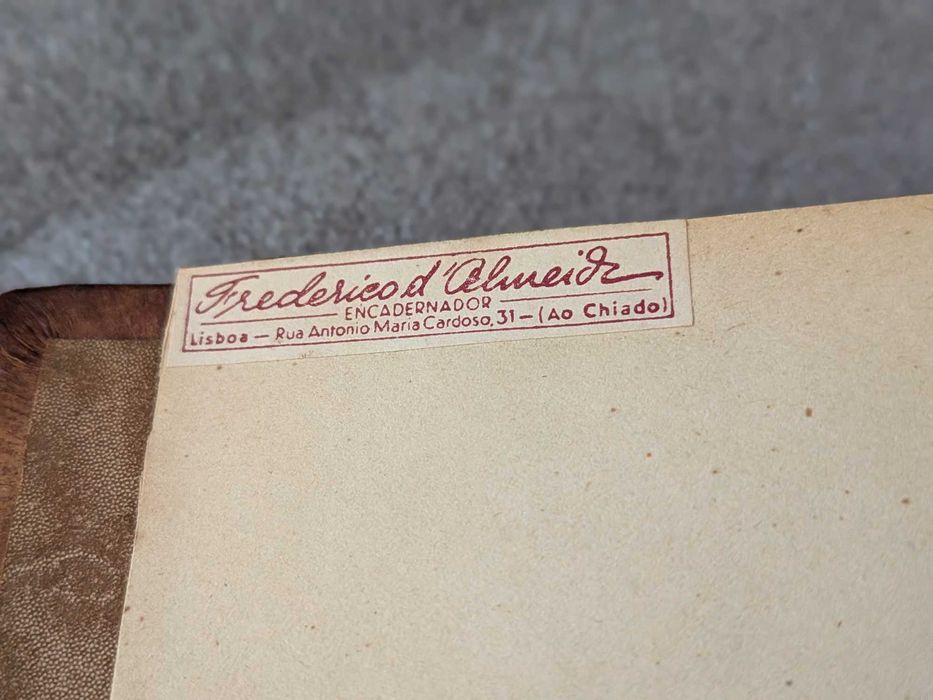 Frederico d'Almeida
ENCADERNADOR
Lisboa — Rua Antonio Maria Cardoso, 31 — (Ao Chiado)